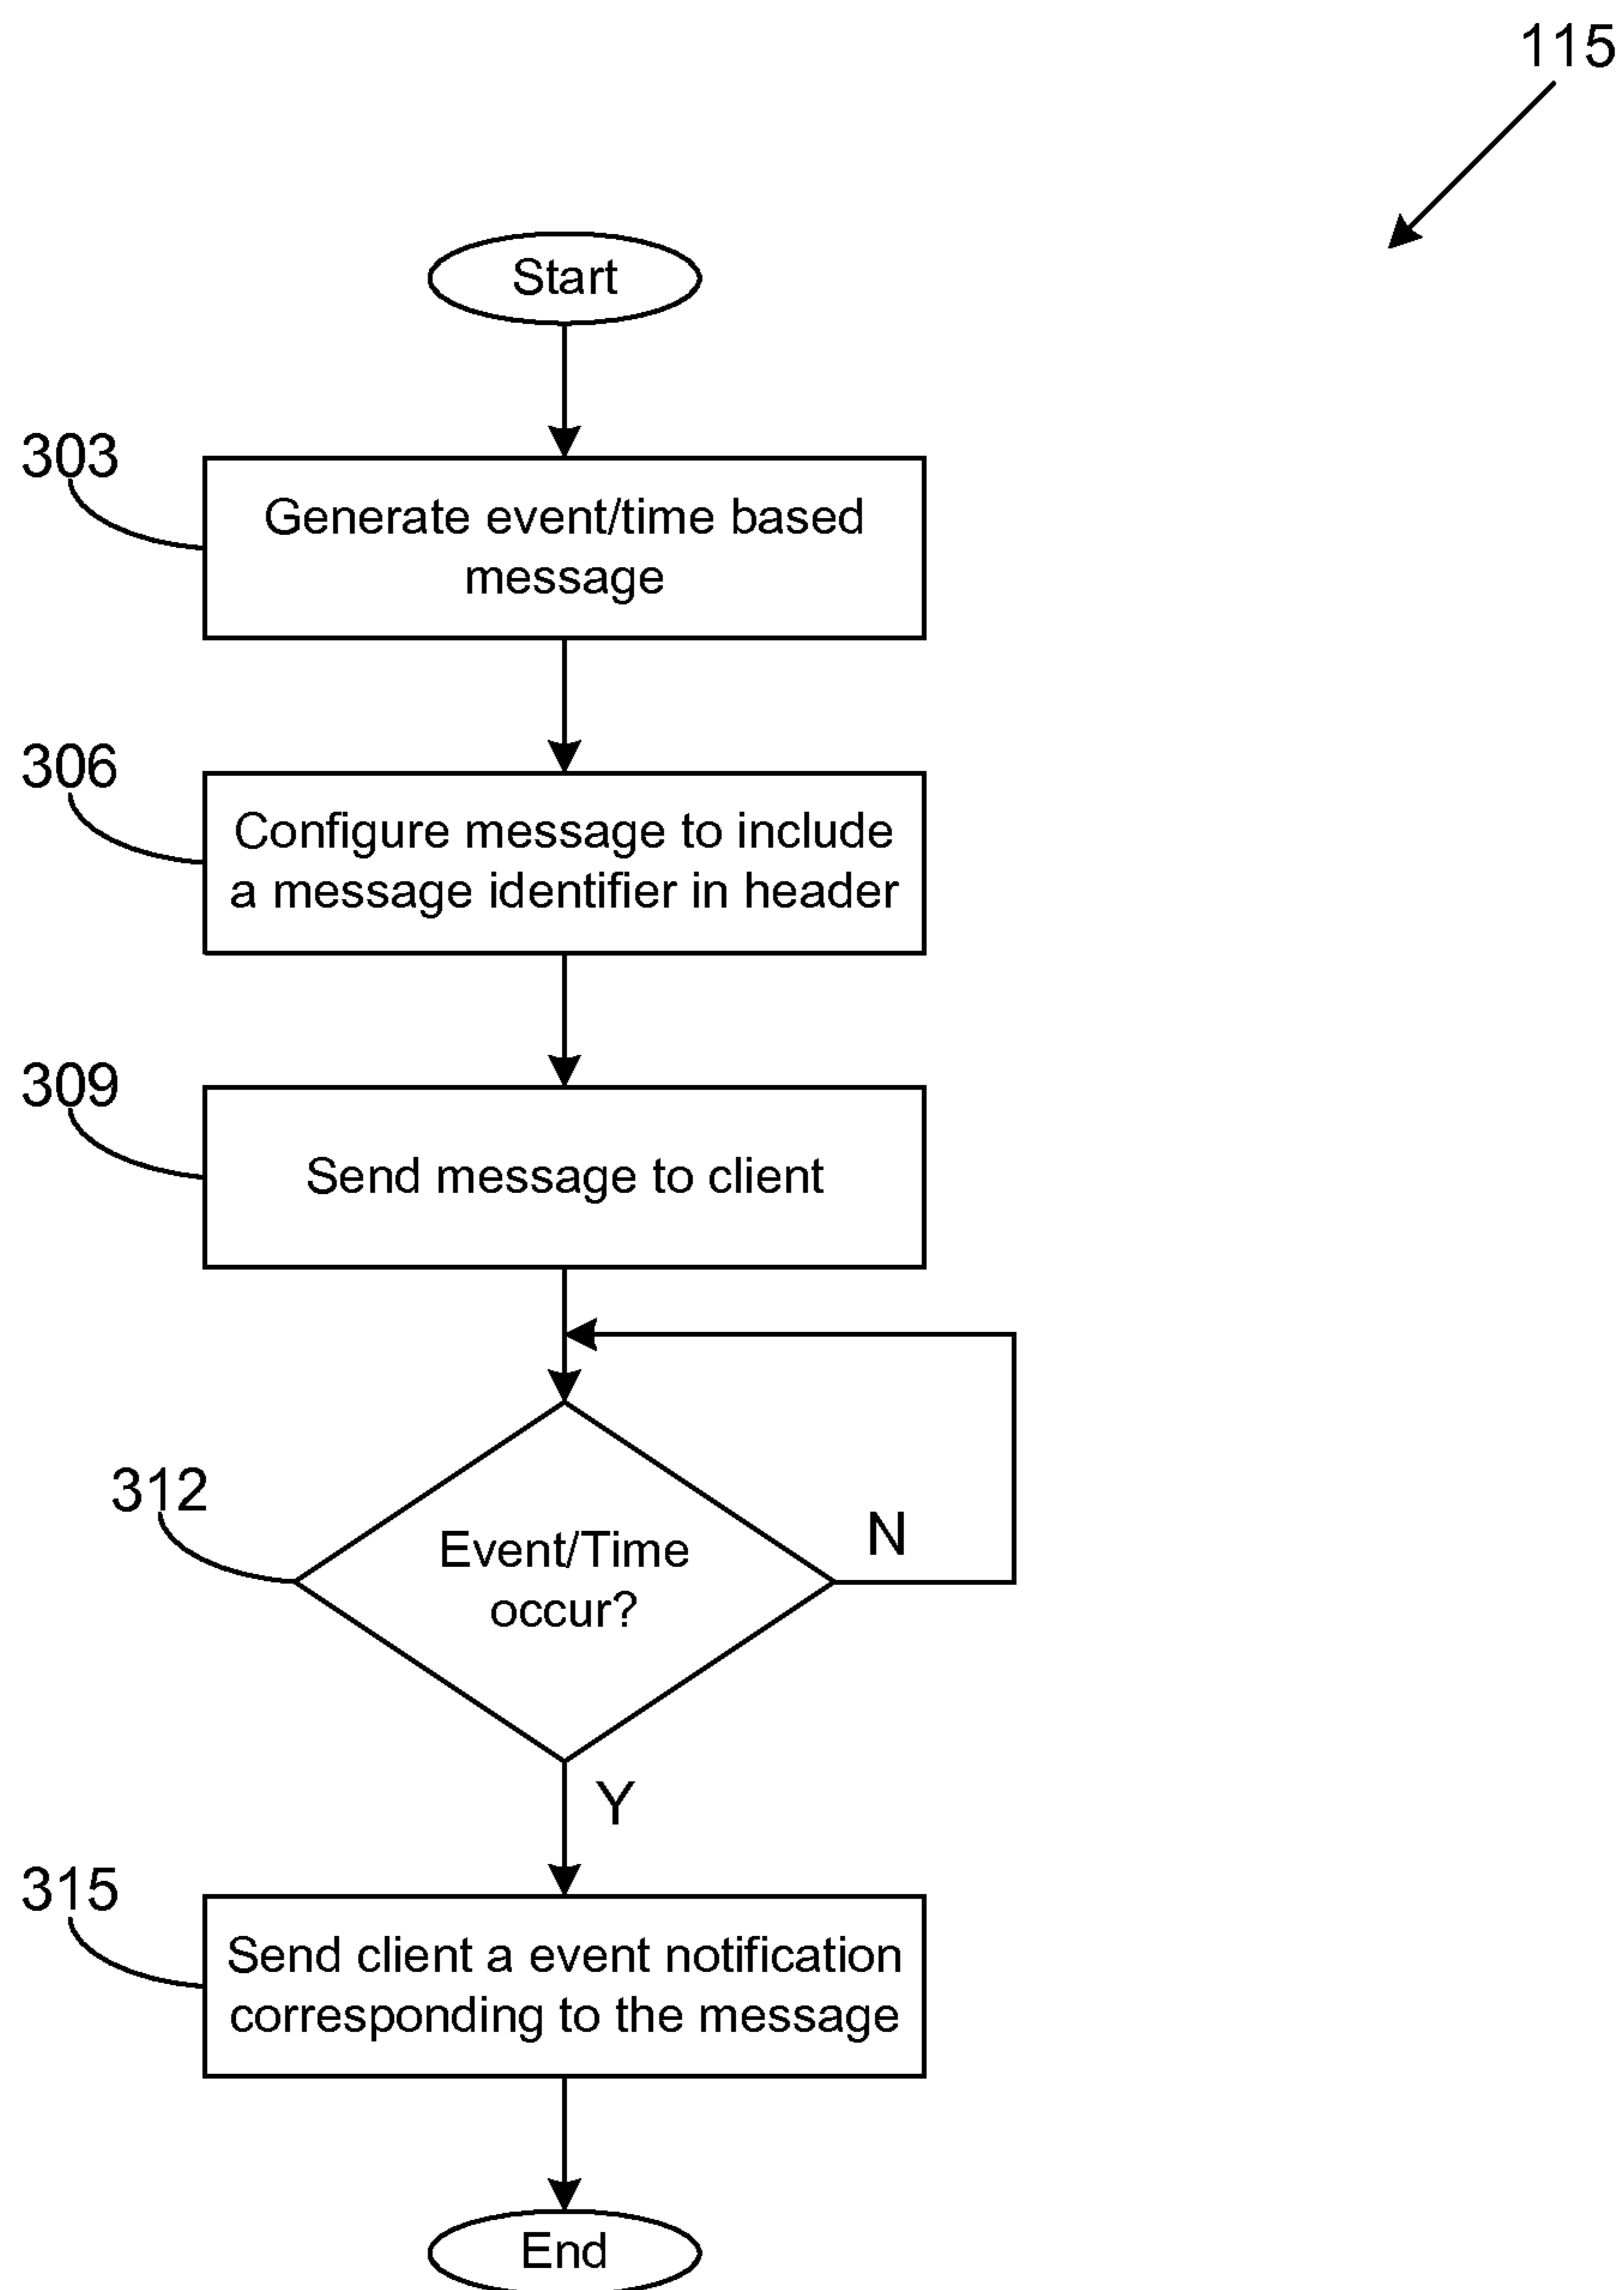 115
Start
303
Generate event/time based
message
306
Configure message to include
a message identifier in header
309
Send message to client
312
Event/Time
occur?
N
Y
315
Send client a event notification
corresponding to the message
End